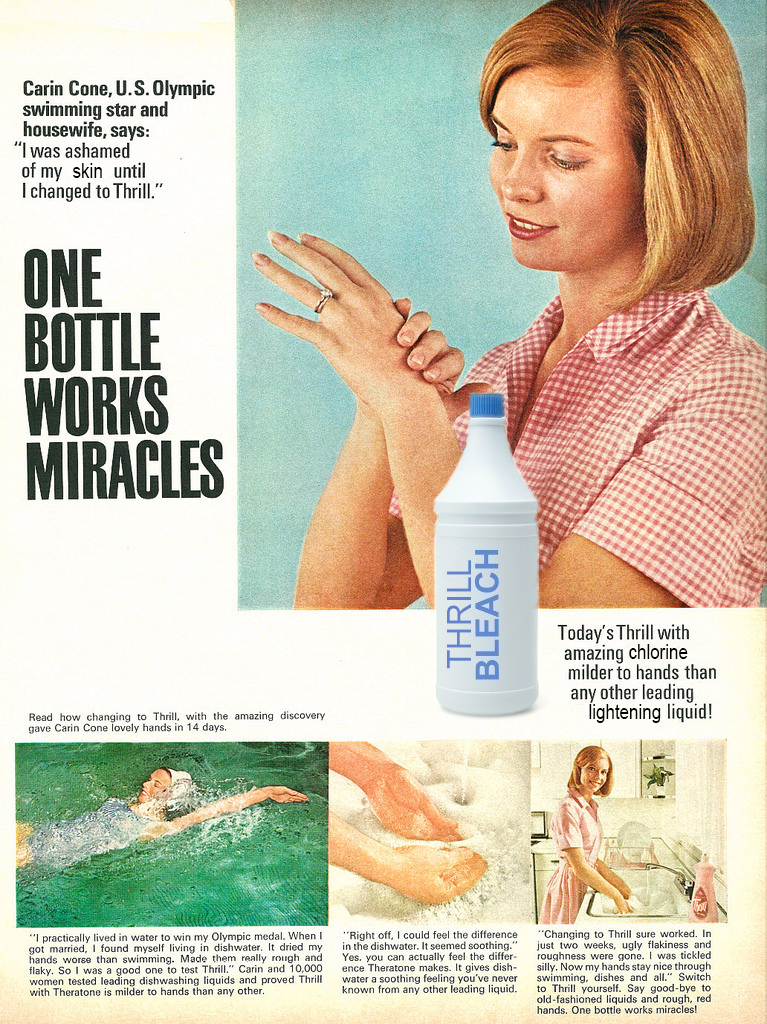 Carin Cone, U.S. Olympic
swimming star and
housewife, says:
"I was ashamed
of my skin until
I changed to Thrill."
ONE
BOTTLE
WORKS
MIRACLES
THRILL
BLEACH
Today's Thrill with
amazing chlorine
milder to hands than
any other leading
lightening liquid!
Read how changing to Thrill, with the amazing discovery
gave Carin Cone lovely hands in 14 days.
"I practically lived in water to win my Olympic medal. When I
got married, I found myself living in dishwater. It dried my
hands worse than swimming. Made them really rough and
flaky. So I was a good one to test Thrill." Carin and 10,000
women tested leading dishwashing liquids and proved Thrill
with Theratone is milder to hands than any other.
"Right off, I could feel the difference
in the dishwater. It seemed soothing."
Yes. you can actually feel the differ-
ence Theratone makes. It gives dish-
water a soothing feeling you've never
known from any other leading liquid.
"Changing to Thrill sure worked. In
just two weeks, ugly flakiness and
roughness were gone. I was tickled
silly. Now my hands stay nice through
swimming, dishes and all." Switch
to Thrill yourself. Say good-bye to
old-fashioned liquids and rough, red
hands. One bottle works miracles!